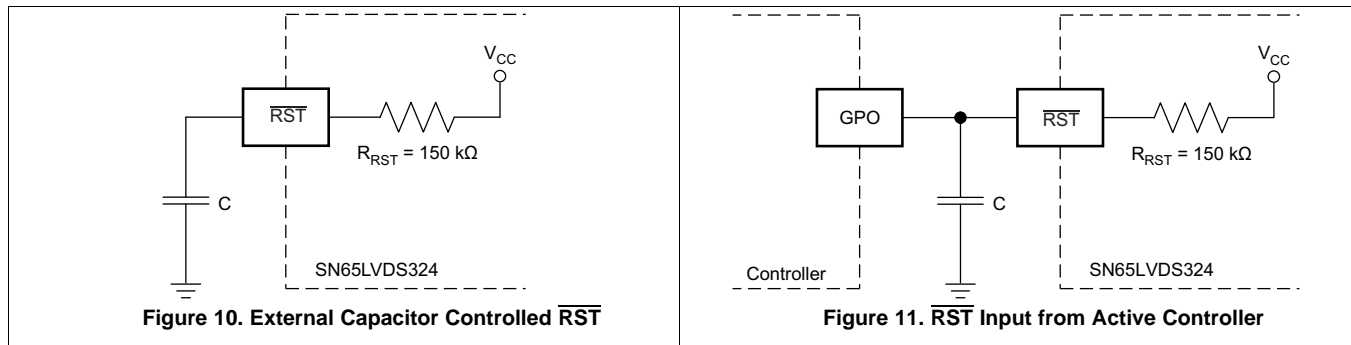 V_CC
RST
R_RST = 150 kΩ
C
SN65LVDS324
Figure 10. External Capacitor Controlled RST
V_CC
GPO
RST
R_RST = 150 kΩ
C
Controller
SN65LVDS324
Figure 11. RST Input from Active Controller